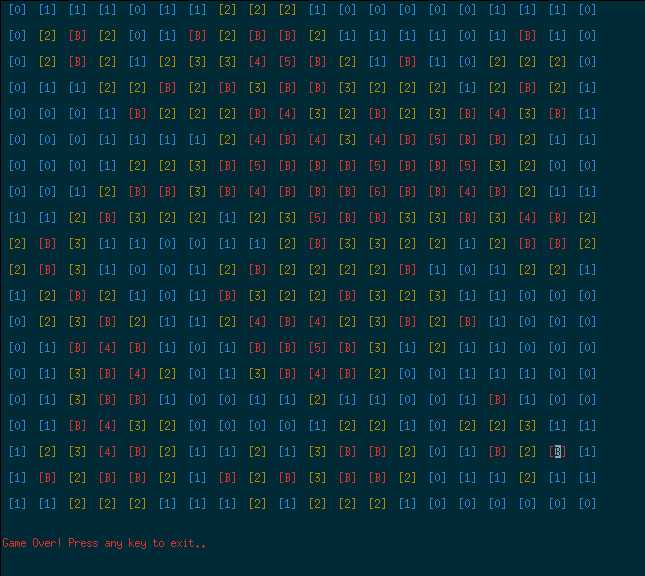 [0] [1] [1] [1] [0] [1] [1] [2] [2] [2] [1] [0] [0] [0] [0] [0] [1] [1] [1] [0]
[0] [2] [B] [2] [0] [1] [B] [2] [B] [B] [2] [1] [1] [1] [1] [0] [1] [B] [1] [0]
[0] [2] [B] [2] [1] [2] [3] [3] [4] [5] [B] [2] [1] [B] [1] [0] [2] [2] [2] [0]
[0] [1] [1] [2] [2] [B] [2] [B] [3] [B] [B] [3] [2] [2] [2] [1] [2] [B] [2] [1]
[0] [0] [0] [1] [B] [2] [2] [2] [B] [4] [3] [2] [B] [2] [3] [B] [4] [3] [B] [1]
[0] [0] [0] [1] [1] [1] [1] [2] [4] [B] [4] [3] [4] [B] [5] [B] [B] [2] [1] [1]
[0] [0] [0] [1] [2] [2] [3] [B] [5] [B] [B] [B] [5] [B] [B] [5] [3] [2] [0] [0]
[0] [0] [1] [2] [B] [B] [3] [B] [4] [B] [B] [B] [6] [B] [B] [4] [B] [2] [1] [1]
[1] [1] [2] [B] [3] [2] [2] [1] [2] [3] [5] [B] [B] [3] [3] [B] [3] [4] [B] [2]
[2] [B] [3] [1] [1] [0] [0] [1] [1] [2] [B] [3] [3] [2] [2] [1] [2] [B] [B] [2]
[2] [B] [3] [1] [0] [0] [1] [2] [B] [2] [2] [2] [2] [B] [1] [0] [1] [2] [2] [1]
[1] [2] [B] [2] [1] [0] [1] [B] [3] [2] [2] [B] [3] [2] [3] [1] [1] [0] [0] [0]
[0] [2] [3] [B] [2] [1] [1] [2] [4] [B] [4] [2] [3] [B] [2] [B] [1] [0] [0] [0]
[0] [1] [B] [4] [B] [1] [0] [1] [B] [B] [5] [B] [3] [1] [2] [1] [1] [0] [0] [0]
[0] [1] [3] [B] [4] [2] [0] [1] [3] [B] [4] [B] [2] [0] [0] [1] [1] [1] [0] [0]
[0] [1] [3] [B] [B] [1] [0] [0] [1] [1] [2] [1] [1] [0] [0] [1] [B] [1] [0] [0]
[0] [1] [B] [4] [3] [2] [0] [0] [0] [0] [1] [2] [2] [1] [0] [2] [2] [3] [1] [1]
[1] [2] [3] [4] [B] [2] [1] [1] [2] [1] [3] [B] [B] [2] [0] [1] [B] [2] [B] [1]
[1] [B] [2] [B] [B] [2] [1] [B] [2] [B] [3] [B] [B] [2] [0] [1] [1] [2] [1] [1]
[1] [1] [2] [2] [2] [1] [1] [1] [2] [1] [2] [2] [2] [1] [0] [0] [0] [0] [0] [0]
Game Over! Press any key to exit..